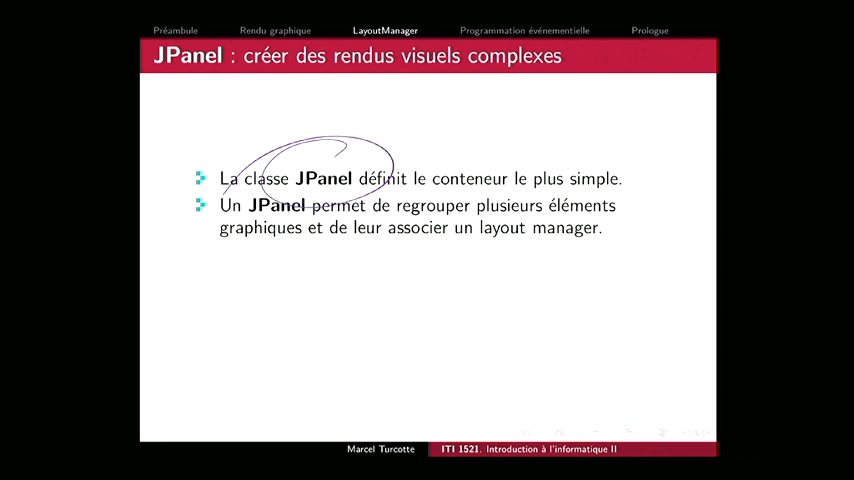 Préambule Rendu graphique LayoutManager Programmation événementielle Prologue
JPanel : créer des rendus visuels complexes
La classe JPanel définit le conteneur le plus simple.
Un JPanel permet de regrouper plusieurs éléments
graphiques et de leur associer un layout manager.
Marcel Turcotte ITI 1521. Introduction à l'informatique II